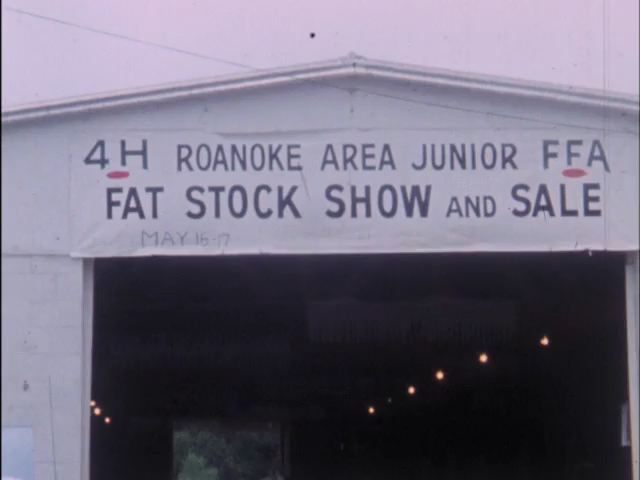 4H ROANOKE AREA JUNIOR FFA
FAT STOCK SHOW AND SALE
MAY 16-17